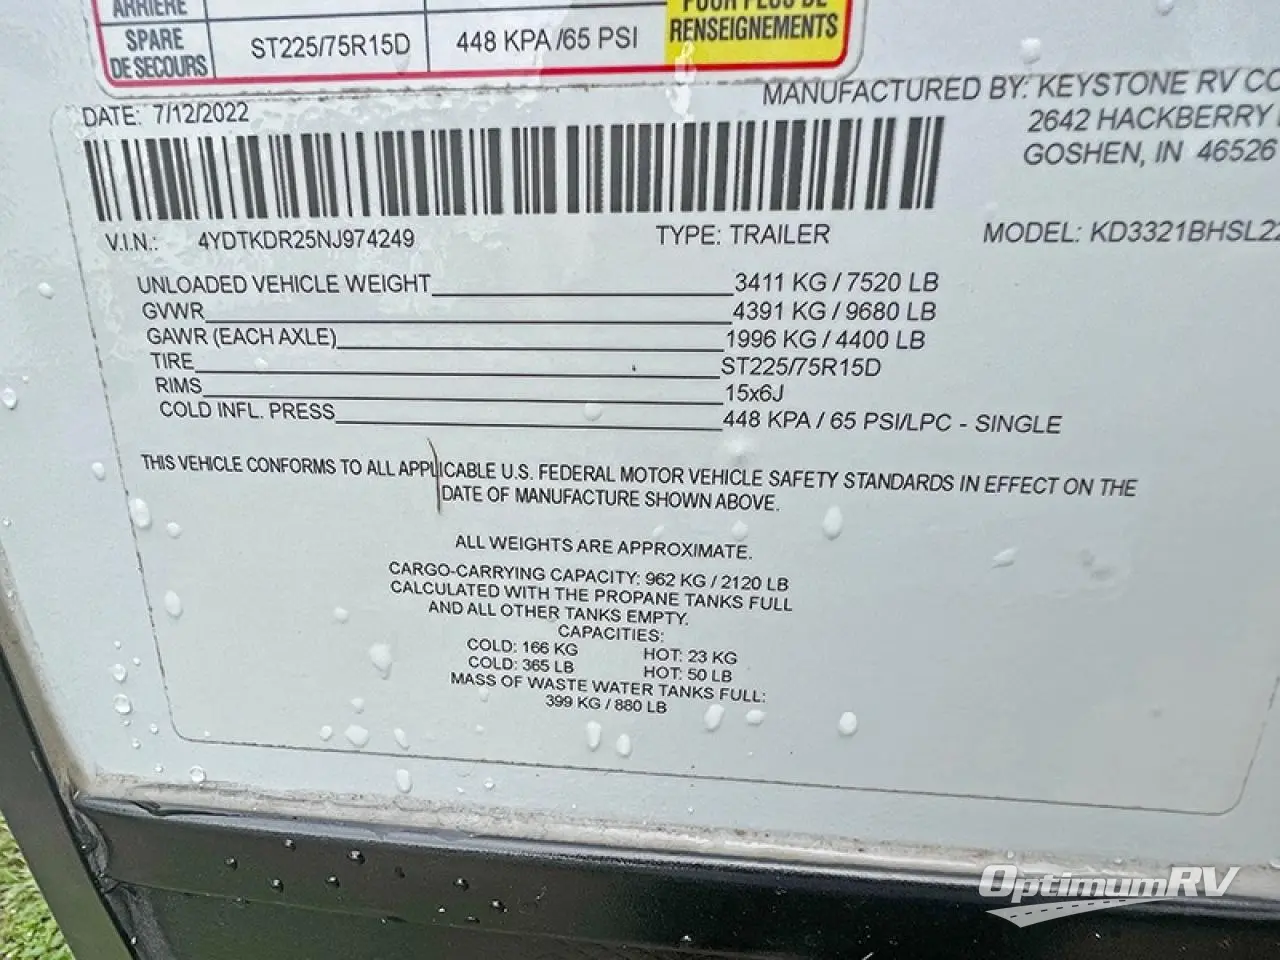 ARRIÈRE
SPARE
DE SECOURS
ST225/75R15D
448 KPA /65 PSI
POUR PLUS DE
RENSEIGNEMENTS
DATE: 7/12/2022
MANUFACTURED BY: KEYSTONE RV CO
2642 HACKBERRY
GOSHEN, IN 46526
V.I.N.: 4YDTKDR25NJ974249
TYPE: TRAILER
MODEL: KD3321BHSL22
UNLOADED VEHICLE WEIGHT 3411 KG / 7520 LB
GVWR 4391 KG / 9680 LB
GAWR (EACH AXLE) 1996 KG / 4400 LB
TIRE ST225/75R15D
RIMS 15x6J
COLD INFL. PRESS 448 KPA / 65 PSI/LPC - SINGLE
THIS VEHICLE CONFORMS TO ALL APPLICABLE U.S. FEDERAL MOTOR VEHICLE SAFETY STANDARDS IN EFFECT ON THE
DATE OF MANUFACTURE SHOWN ABOVE.
ALL WEIGHTS ARE APPROXIMATE.
CARGO-CARRYING CAPACITY: 962 KG / 2120 LB
CALCULATED WITH THE PROPANE TANKS FULL
AND ALL OTHER TANKS EMPTY.
CAPACITIES:
COLD: 166 KG HOT: 23 KG
COLD: 365 LB HOT: 50 LB
MASS OF WASTE WATER TANKS FULL:
399 KG / 880 LB
OptimumRV